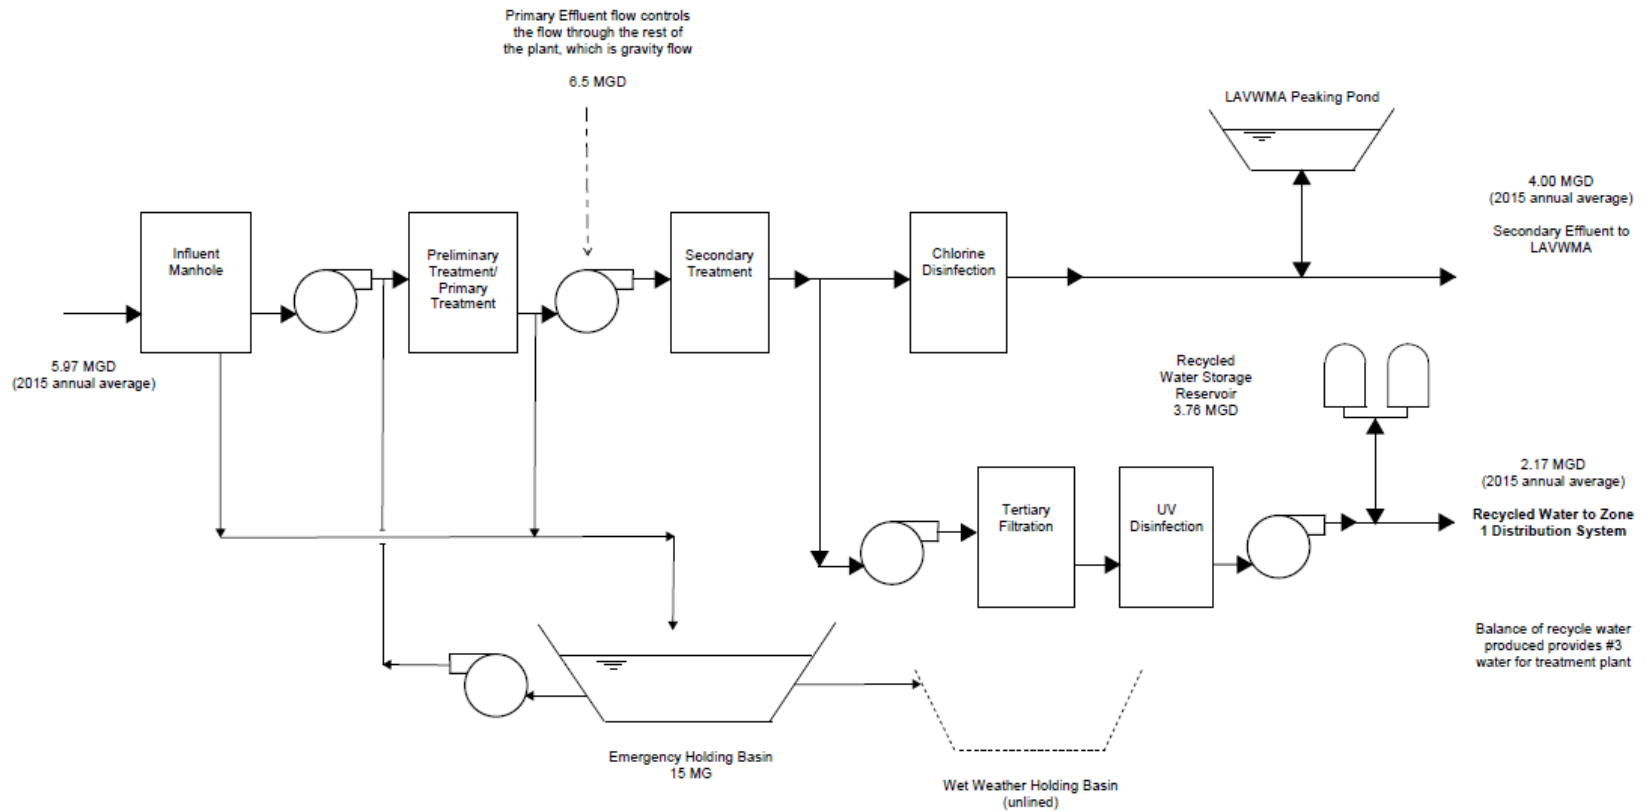 Primary Effluent flow controls
the flow through the rest of
the plant, which is gravity flow
6.5 MGD
LAVWMA Peaking Pond
4.00 MGD
(2015 annual average)
Secondary Effluent to
LAVWMA
Influent
Manhole
Preliminary
Treatment/
Primary
Treatment
Secondary
Treatment
Chlorine
Disinfection
5.97 MGD
(2015 annual average)
Recycled
Water Storage
Reservoir
3.76 MGD
2.17 MGD
(2015 annual average)
Recycled Water to Zone
1 Distribution System
Tertiary
Filtration
UV
Disinfection
Balance of recycle water
produced provides #3
water for treatment plant
Emergency Holding Basin
15 MG
Wet Weather Holding Basin
(unlined)